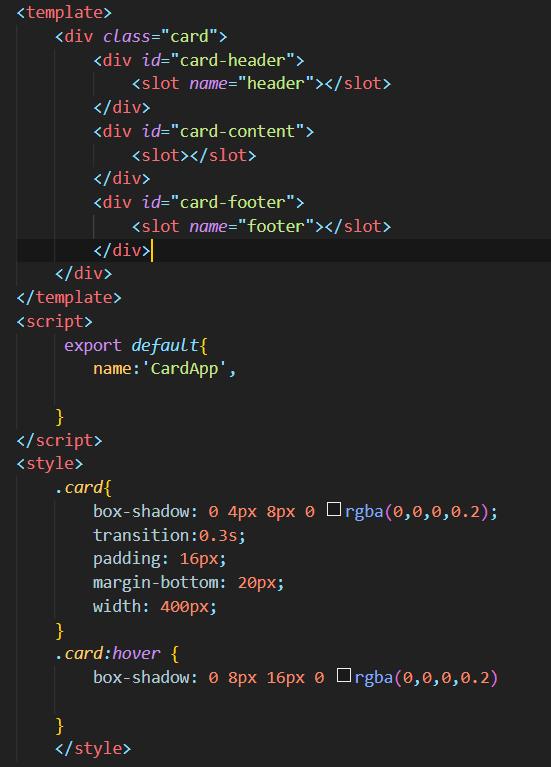 <template>
    <div class="card">
        <div id="card-header">
            <slot name="header"></slot>
        </div>
        <div id="card-content">
            <slot></slot>
        </div>
        <div id="card-footer">
            <slot name="footer"></slot>
        </div>
    </div>
</template>
<script>
     export default{
        name:'CardApp',

    }
</script>
<style>
    .card{
        box-shadow: 0 4px 8px 0 rgba(0,0,0,0.2);
        transition:0.3s;
        padding: 16px;
        margin-bottom: 20px;
        width: 400px;
    }
    .card:hover {
        box-shadow: 0 8px 16px 0 rgba(0,0,0,0.2)

    }
    </style>